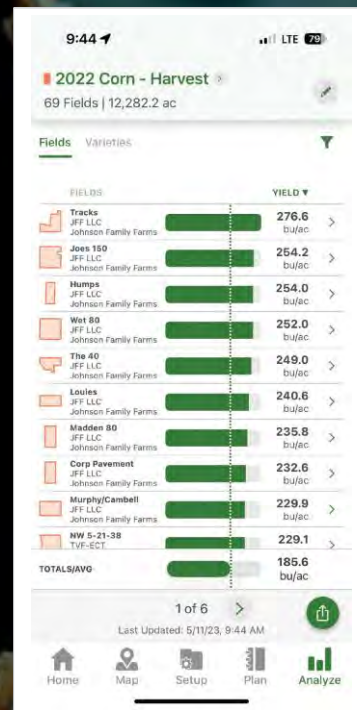 9:44
LTE 79
2022 Corn - Harvest >
69 Fields | 12,282.2 ac
Fields Varieties
FIELDS YIELD ▼
Tracks
JFF LLC
Johnson Family Farms
276.6
bu/ac
Joes 150
JFF LLC
Johnson Family Farms
254.2
bu/ac
Humps
JFF LLC
Johnson Family Farms
254.0
bu/ac
Wet 80
JFF LLC
Johnson Family Farms
252.0
bu/ac
The 40
JFF LLC
Johnson Family Farms
249.0
bu/ac
Louies
JFF LLC
Johnson Family Farms
240.6
bu/ac
Madden 80
JFF LLC
Johnson Family Farms
235.8
bu/ac
Corp Pavement
JFF LLC
Johnson Family Farms
232.6
bu/ac
Murphy/Cambell
JFF LLC
Johnson Family Farms
229.9
bu/ac
NW 5-21-38
TVF-ECT
229.1
TOTALS/AVG
185.6
bu/ac
1 of 6 >
Last Updated: 5/11/23, 9:44 AM
Home Map Setup Plan Analyze